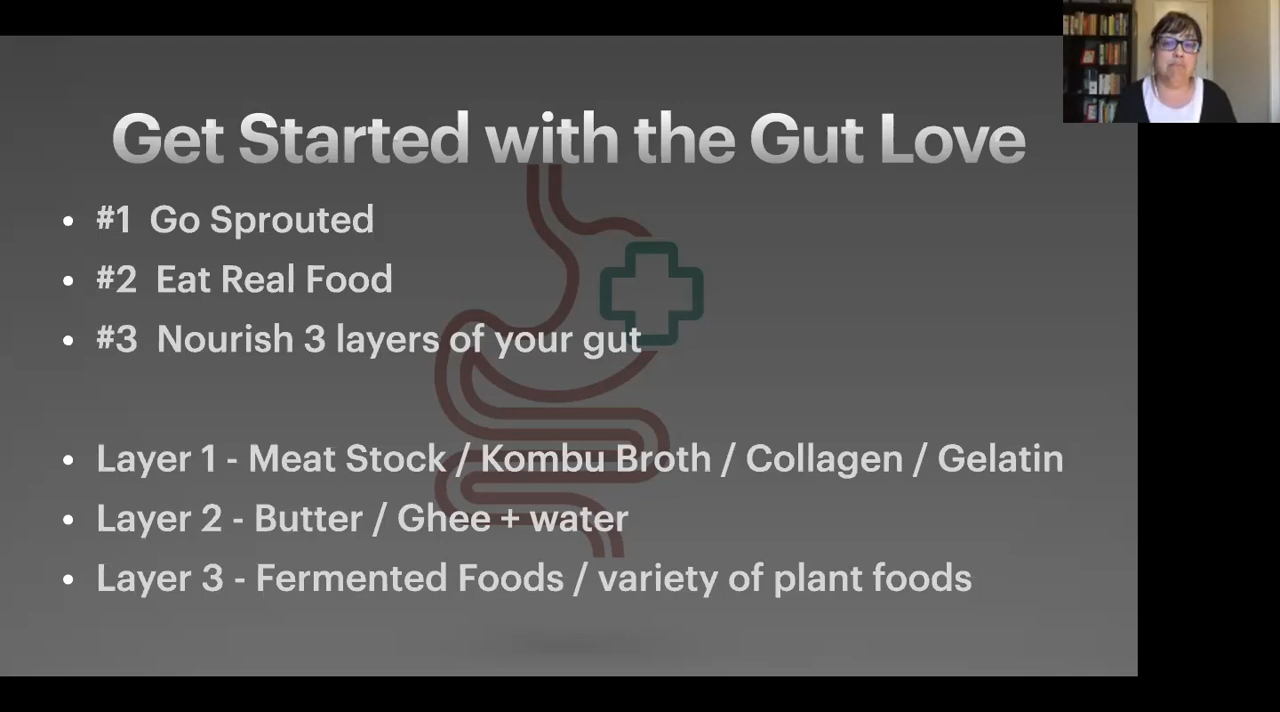 Get Started with the Gut Love
• #1 Go Sprouted
• #2 Eat Real Food
• #3 Nourish 3 layers of your gut
• Layer 1 - Meat Stock / Kombu Broth / Collagen / Gelatin
• Layer 2 - Butter / Ghee + water
• Layer 3 - Fermented Foods / variety of plant foods